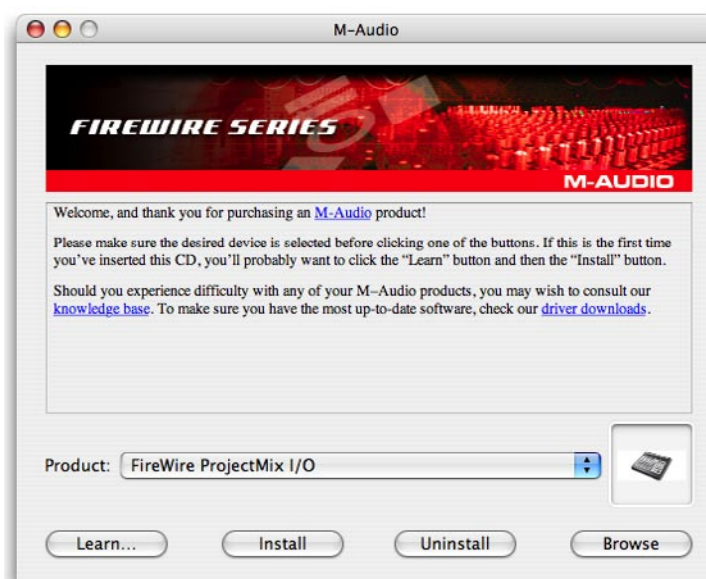 M-Audio
FIREWIRE SERIES
M-AUDIO
Welcome, and thank you for purchasing an M-Audio product!
Please make sure the desired device is selected before clicking one of the buttons. If this is the first time
you've inserted this CD, you'll probably want to click the “Learn” button and then the “Install” button.
Should you experience difficulty with any of your M–Audio products, you may wish to consult our
knowledge base. To make sure you have the most up-to-date software, check our driver downloads.
Product: FireWire ProjectMix I/O
Learn... Install Uninstall Browse